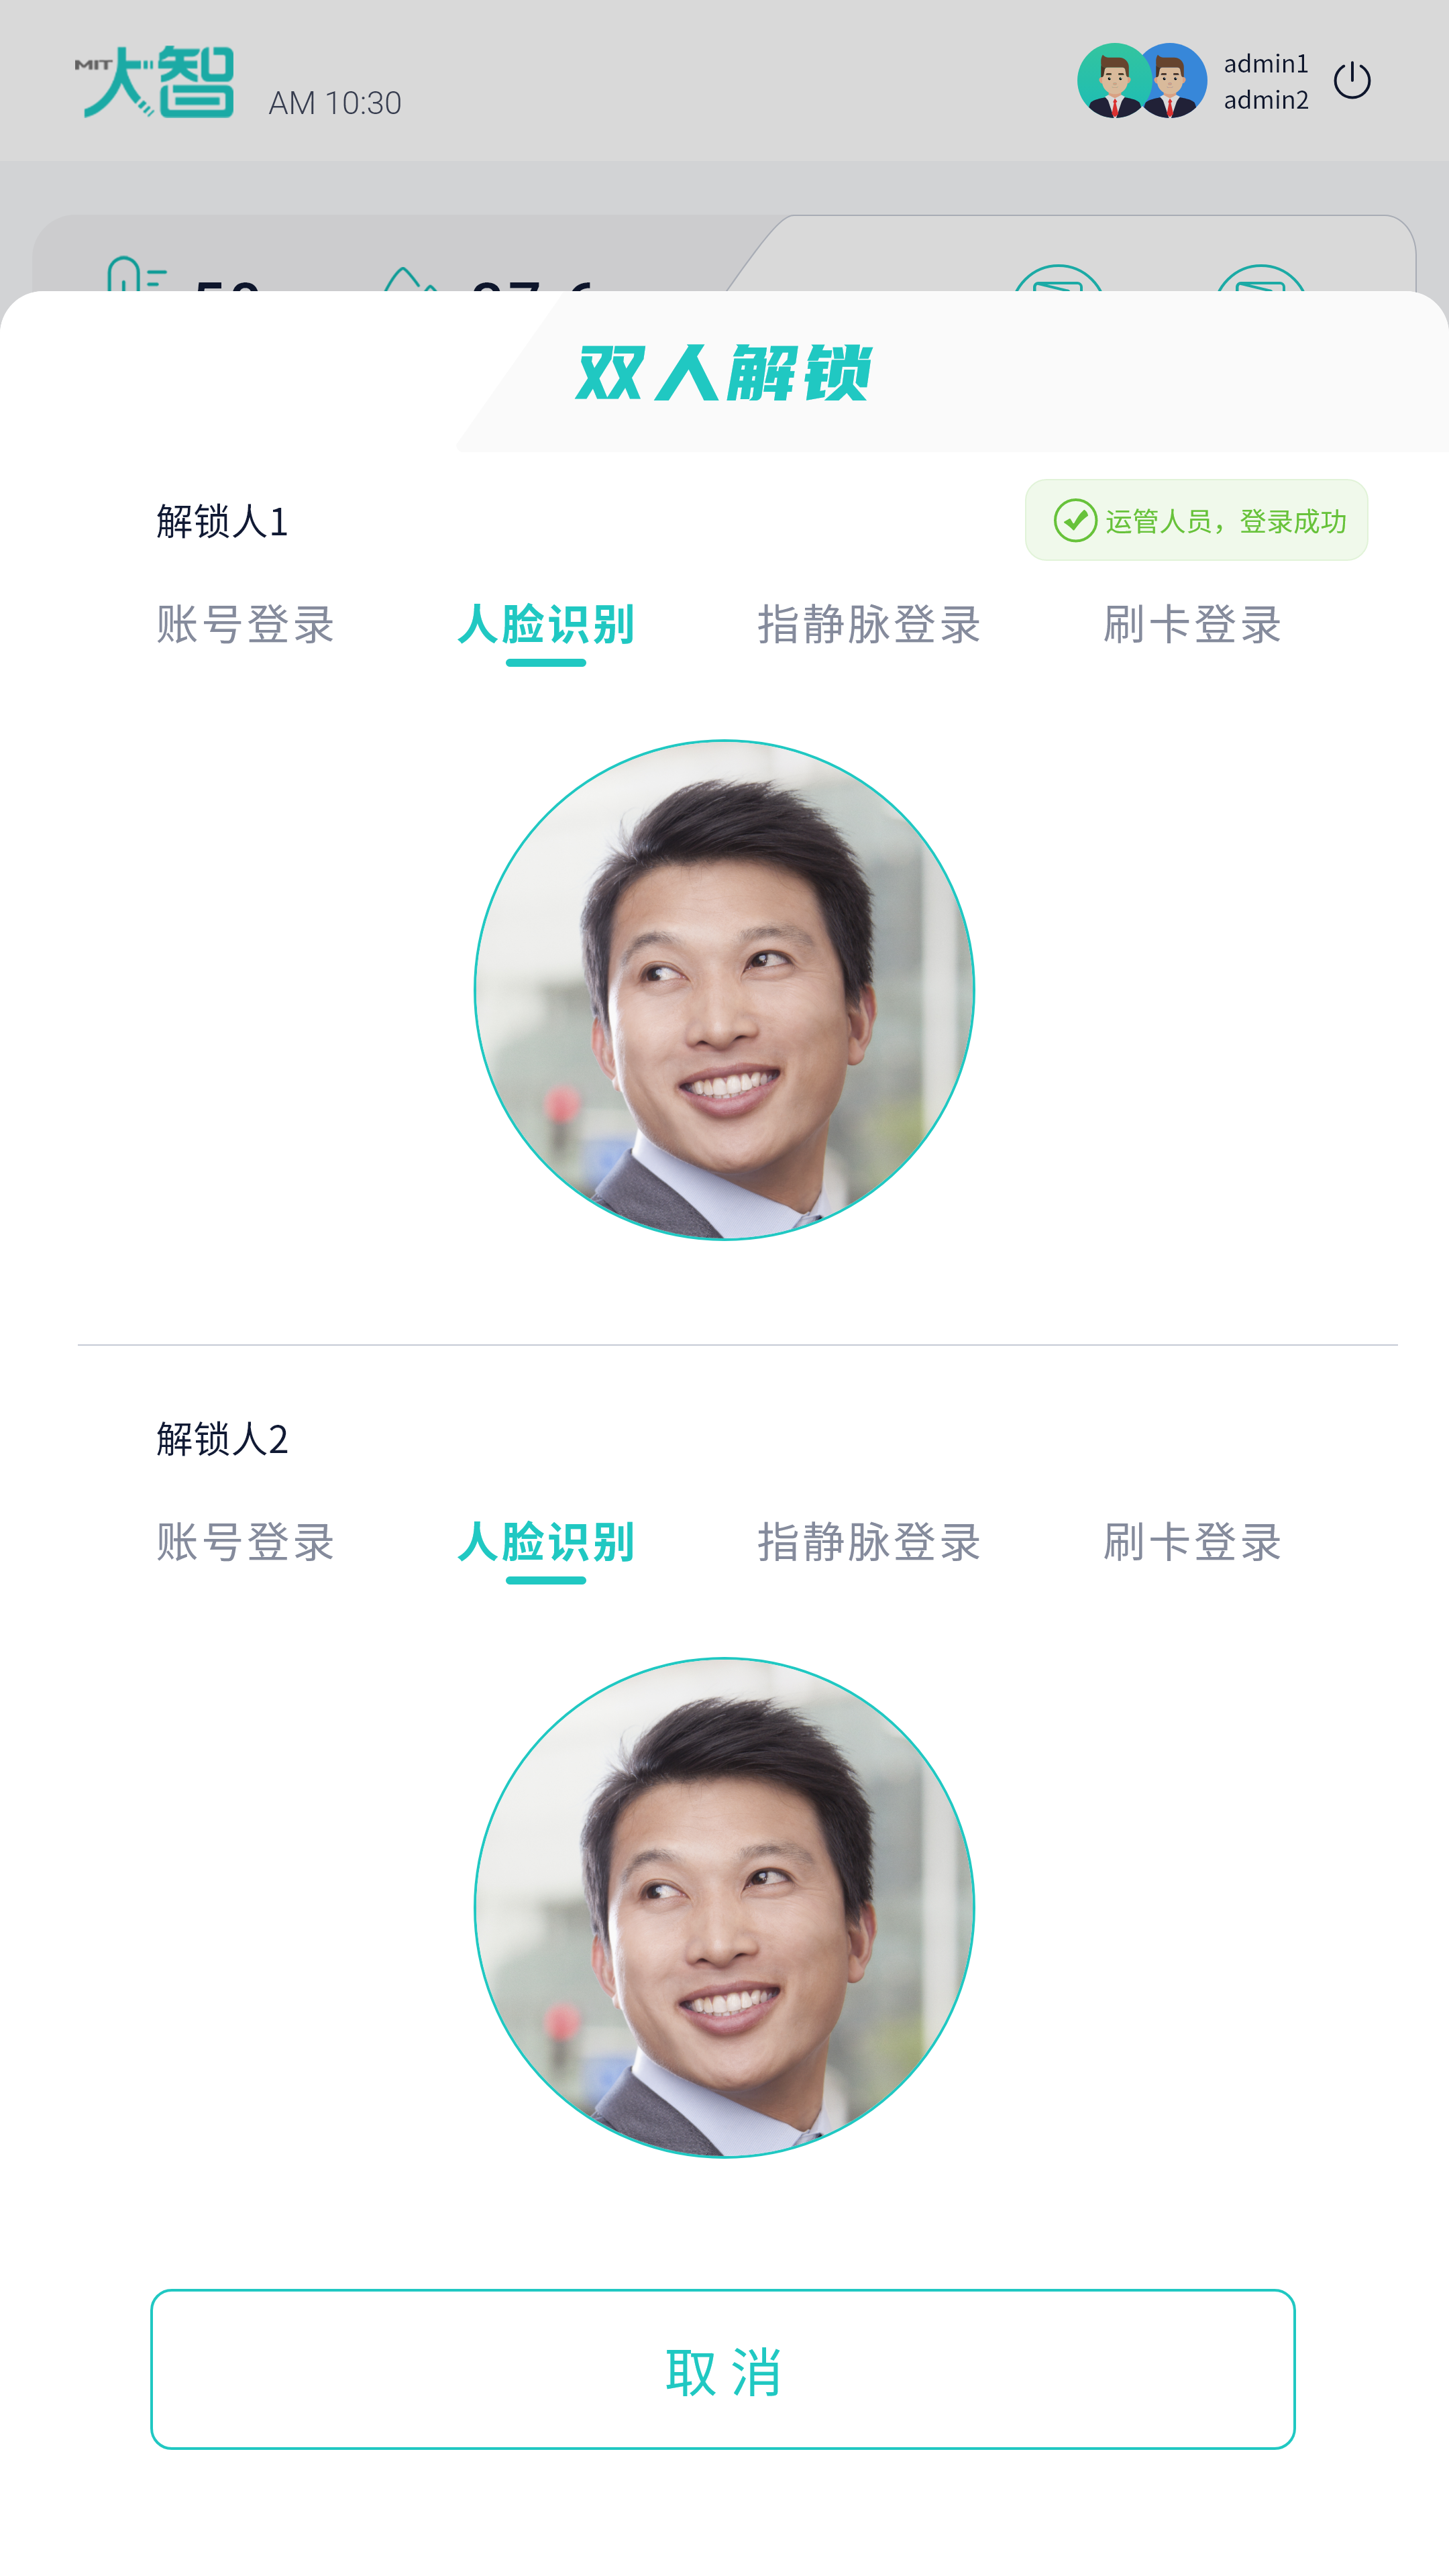 MIT大智
AM 10:30
admin1
admin2
双人解锁
解锁人1
运管人员，登录成功
账号登录 人脸识别 指静脉登录 刷卡登录
解锁人2
账号登录 人脸识别 指静脉登录 刷卡登录
取消